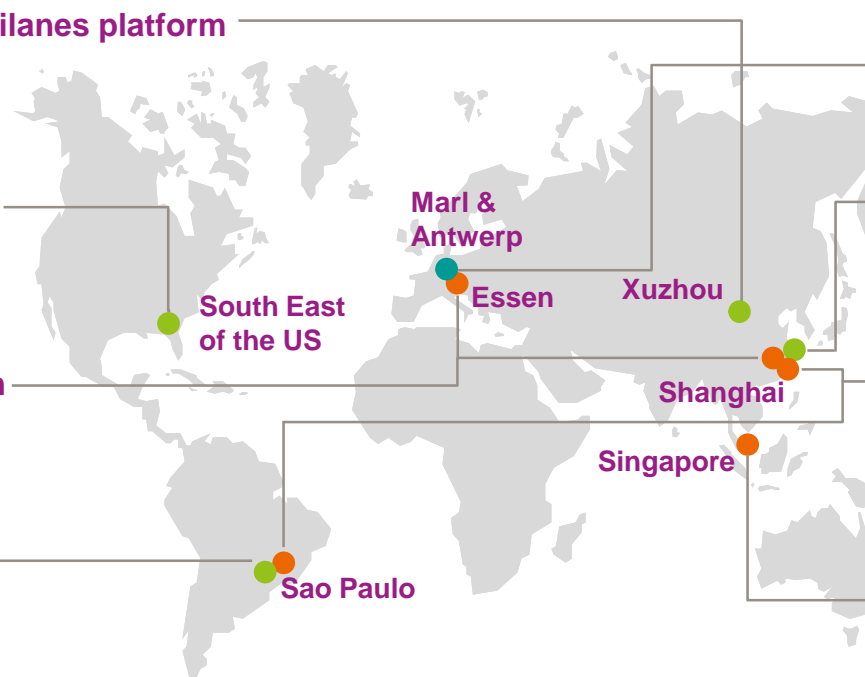 ilanes platform
Marl &
Antwerp
Essen
Xuzhou
South East
of the US
Shanghai
Singapore
Sao Paulo